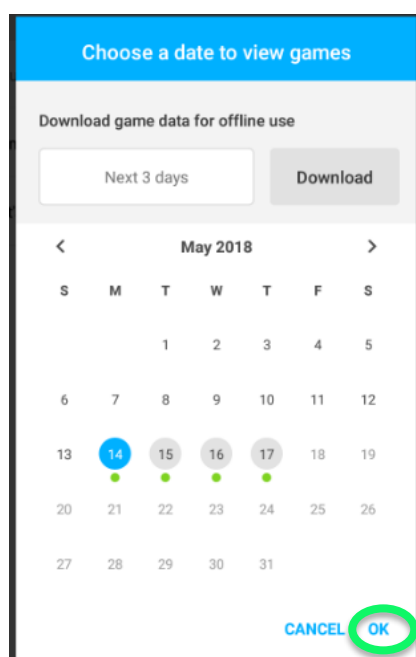 Choose a date to view games
Download game data for offline use
Next 3 days Download
< May 2018 >
S M T W T F S
1 2 3 4 5
6 7 8 9 10 11 12
13 14 15 16 17 18 19
20 21 22 23 24 25 26
27 28 29 30 31
CANCEL OK